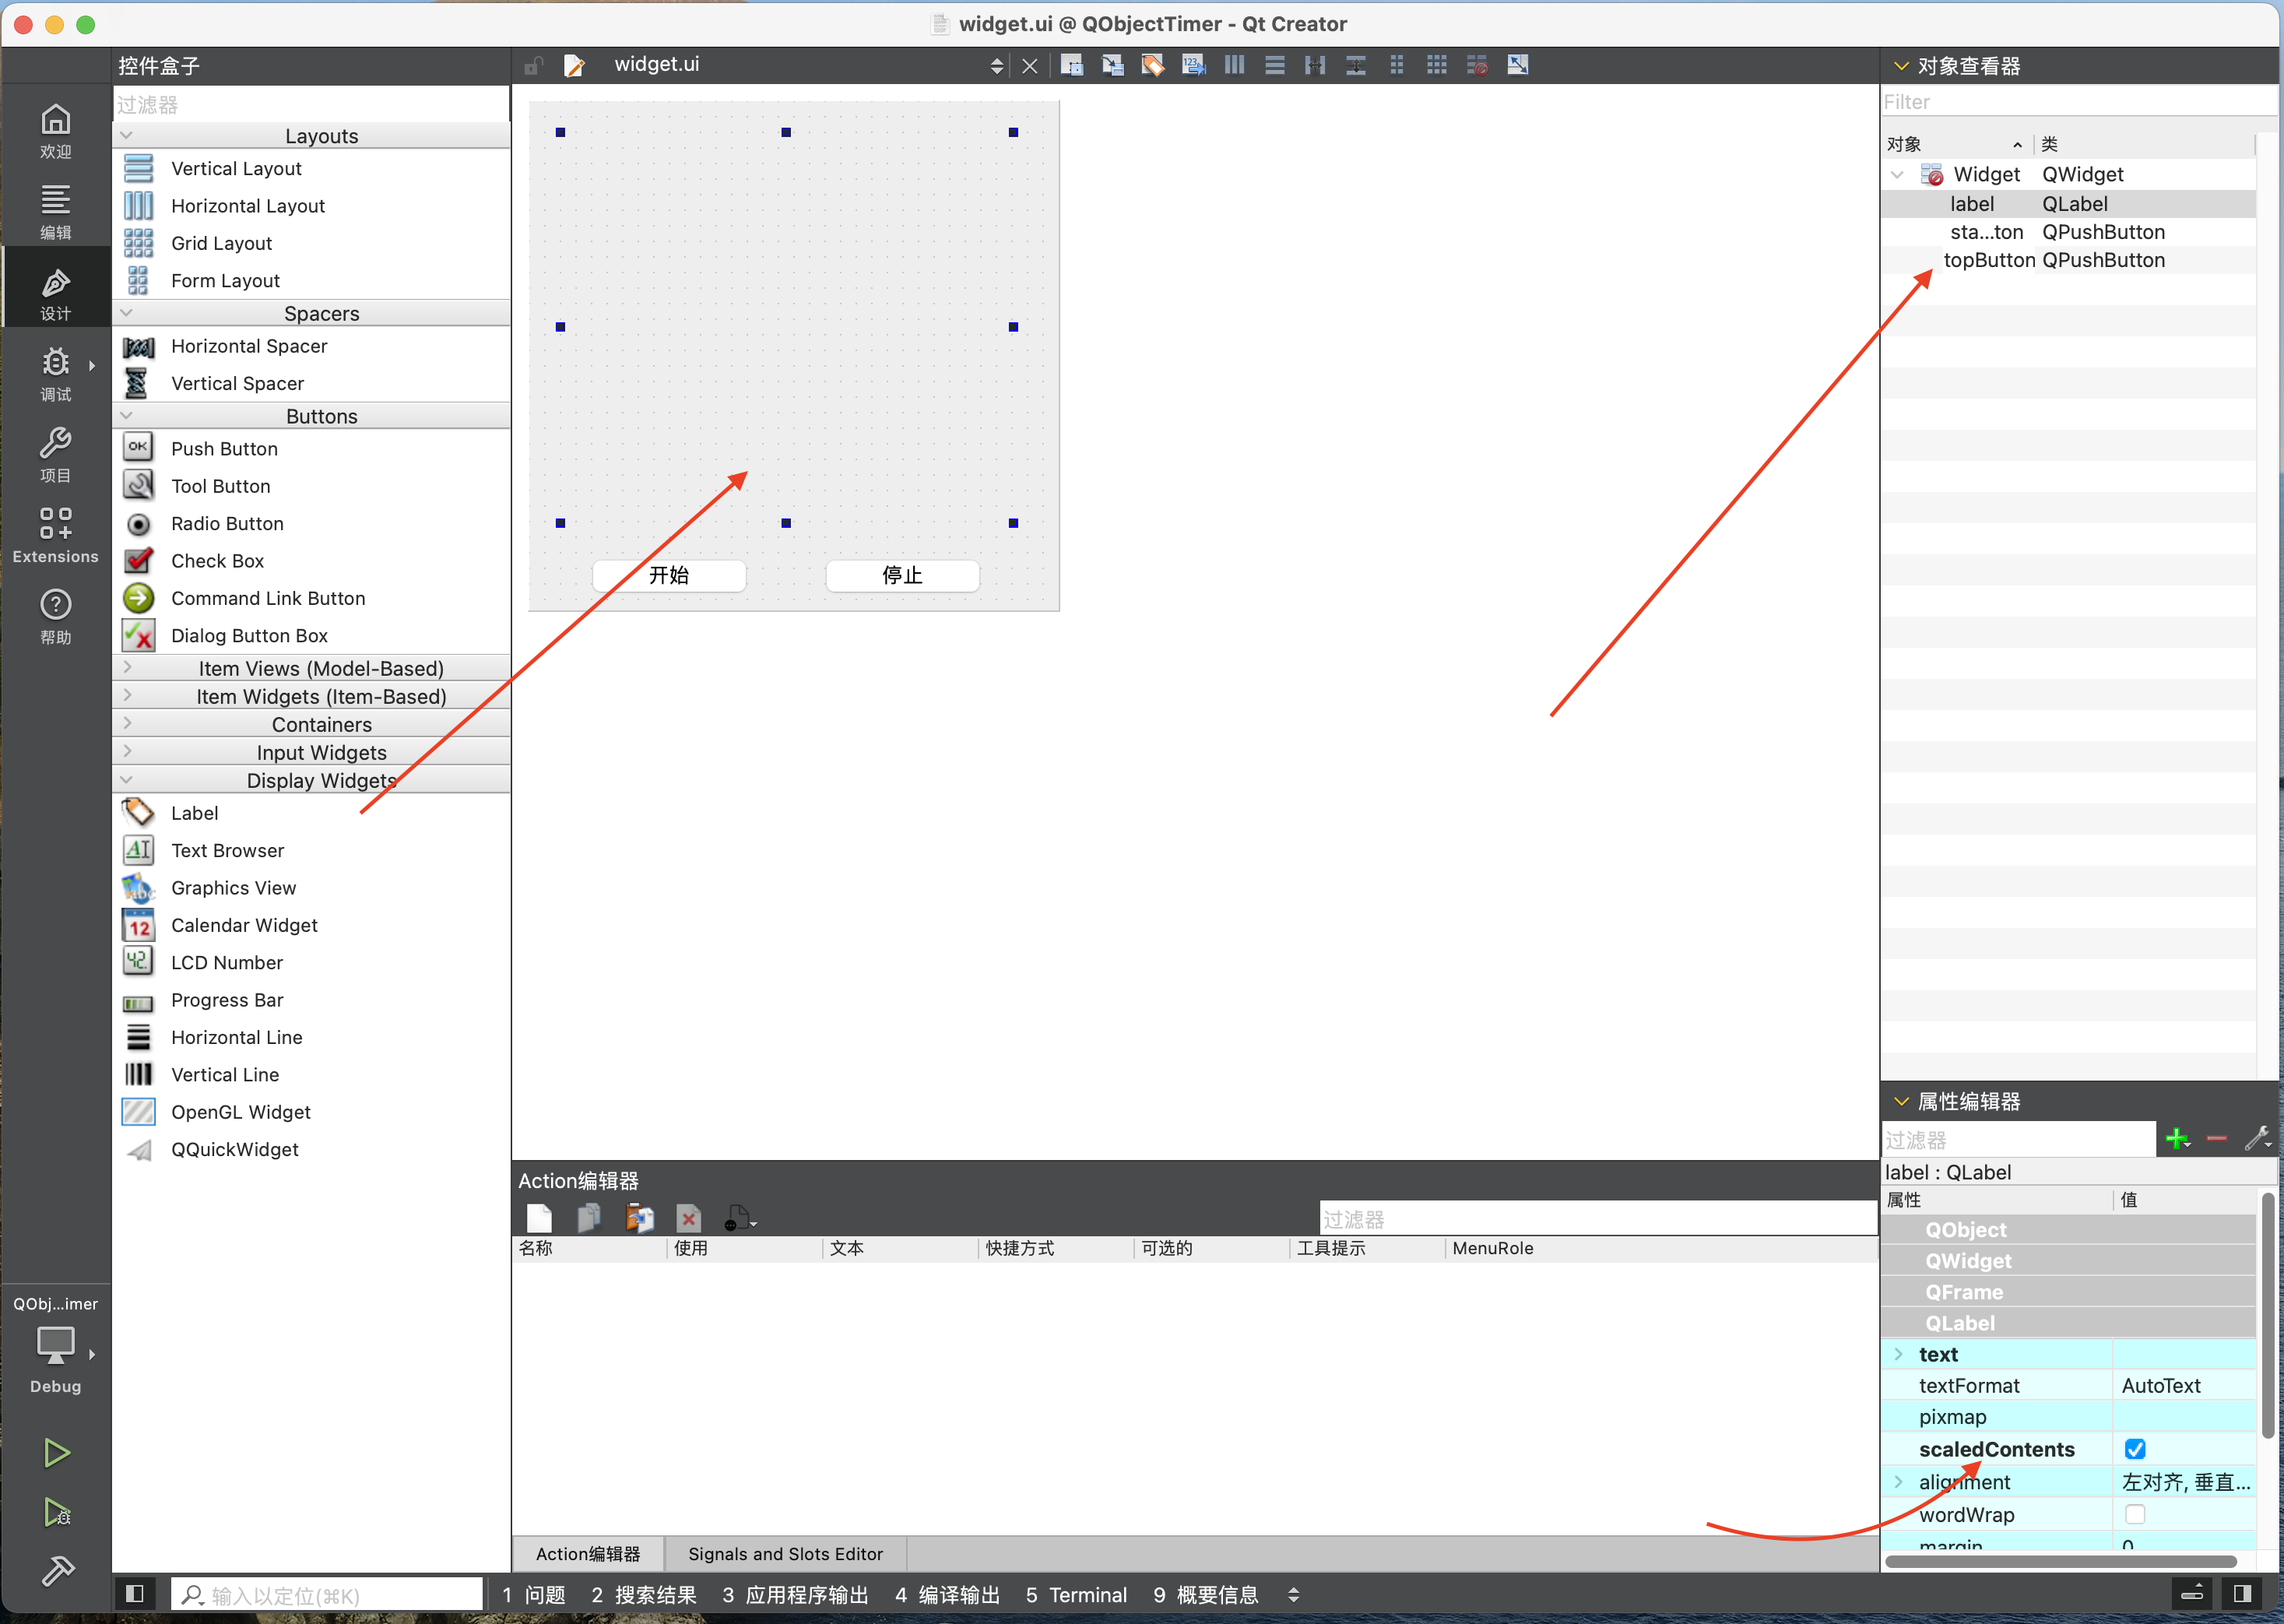 widget.ui @ QObjectTimer - Qt Creator
控件盒子
widget.ui
对象查看器
欢迎
编辑
设计
调试
项目
Extensions
帮助
QObj...imer
Debug
过滤器
Layouts
Vertical Layout
Horizontal Layout
Grid Layout
Form Layout
Spacers
Horizontal Spacer
Vertical Spacer
Buttons
OK Push Button
Tool Button
Radio Button
Check Box
Command Link Button
Dialog Button Box
Item Views (Model-Based)
Item Widgets (Item-Based)
Containers
Input Widgets
Display Widgets
Label
AI Text Browser
Graphics View
12 Calendar Widget
42 LCD Number
Progress Bar
Horizontal Line
Vertical Line
OpenGL Widget
QQuickWidget
开始 停止
Action编辑器
过滤器
名称 使用 文本 快捷方式 可选的 工具提示 MenuRole
Action编辑器 Signals and Slots Editor
Filter
对象 类
Widget QWidget
label QLabel
sta...ton QPushButton
topButton QPushButton
属性编辑器
过滤器
label : QLabel
属性 值
QObject
QWidget
QFrame
QLabel
text
textFormat AutoText
pixmap
scaledContents
alignment 左对齐, 垂直...
wordWrap
margin 0
输入以定位(⌘K) 1 问题 2 搜索结果 3 应用程序输出 4 编译输出 5 Terminal 9 概要信息